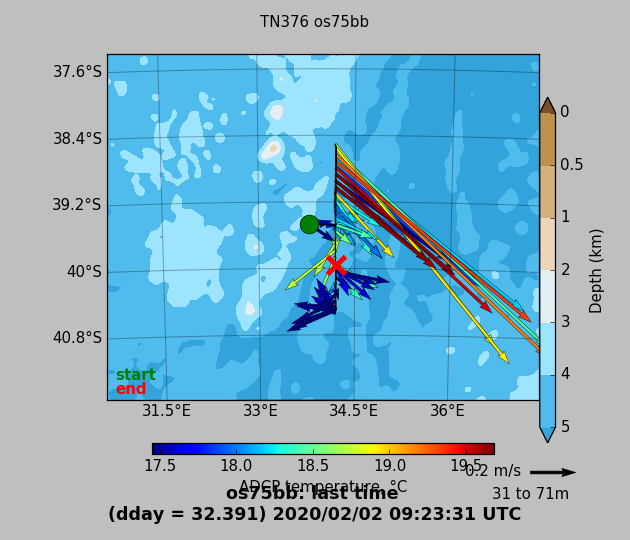 TN376 os75bb
37.6°S
38.4°S
39.2°S
40°S
40.8°S
31.5°E
33°E
34.5°E
36°E
start
end
0
0.5
1
2
3
4
5
Depth (km)
17.5
18.0
18.5
19.0
19.5
ADCP temperature, °C
0.2 m/s
31 to 71m
os75bb: last time
(dday = 32.391) 2020/02/02 09:23:31 UTC